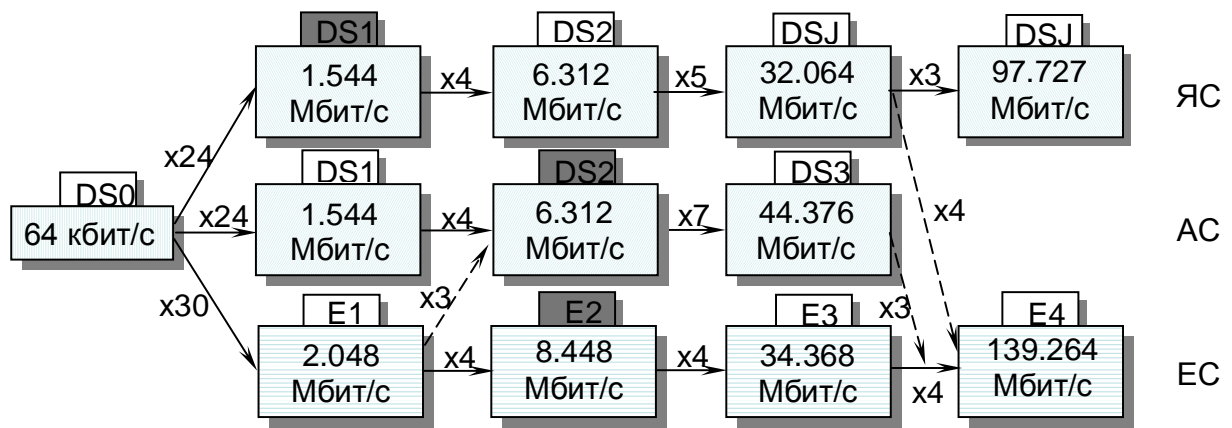 DS1
DS2
DSJ
DSJ
1.544
Мбит/с
x4
6.312
Мбит/с
x5
32.064
Мбит/с
x3
97.727
Мбит/с
ЯС
x24
DS0
64 кбит/с
x24
DS1
1.544
Мбит/с
x4
DS2
6.312
Мбит/с
x7
DS3
44.376
Мбит/с
x4
АС
x30
E1
2.048
Мбит/с
x3
x4
E2
8.448
Мбит/с
x4
E3
34.368
Мбит/с
x3
x4
E4
139.264
Мбит/с
ЕС